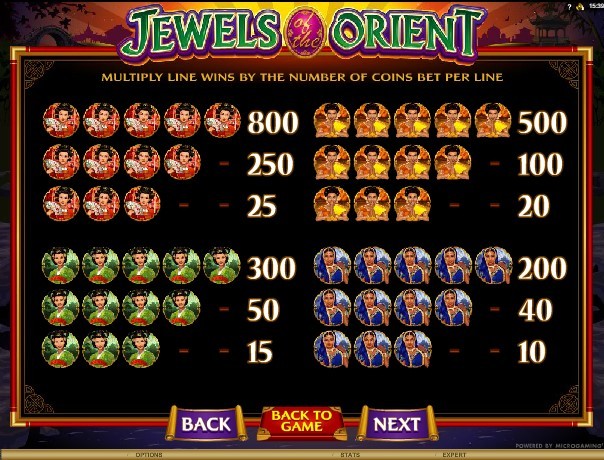 ? 15:39
JEWELS of the ORIENT
MULTIPLY LINE WINS BY THE NUMBER OF COINS BET PER LINE
800 500
- 250 - 100
- - 25 - - 20
300 200
- 50 - 40
- - 15 - - 10
BACK BACK TO GAME NEXT
POWERED BY MICROGAMING
OPTIONS STATS EXPERT